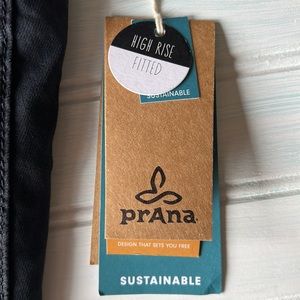 HIGH RISE
FITTED
SUSTAINABLE
prAna
DESIGN THAT SETS YOU FREE
SUSTAINABLE